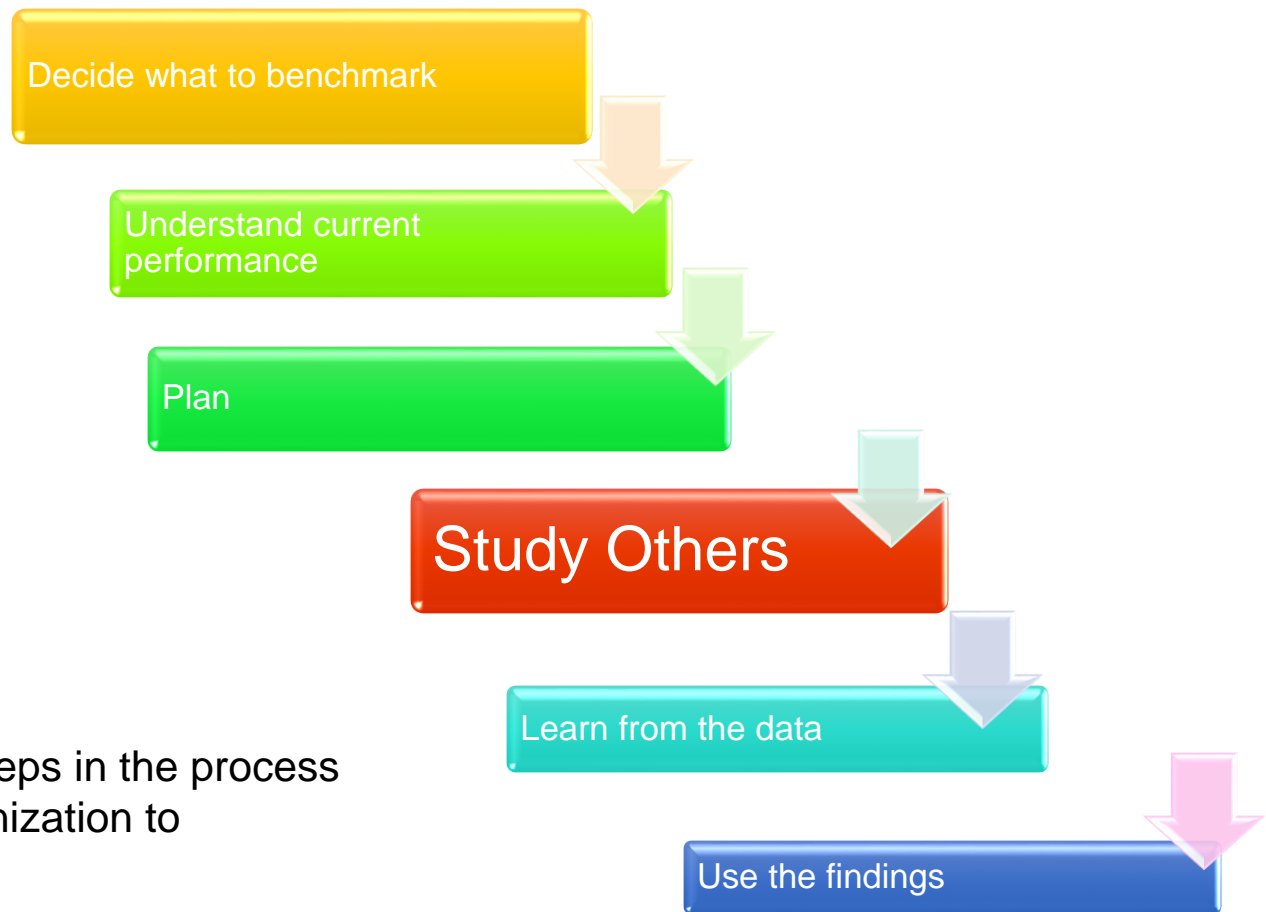 Decide what to benchmark
Understand current
performance
Plan
Study Others
Learn from the data
eps in the process
nization to
Use the findings